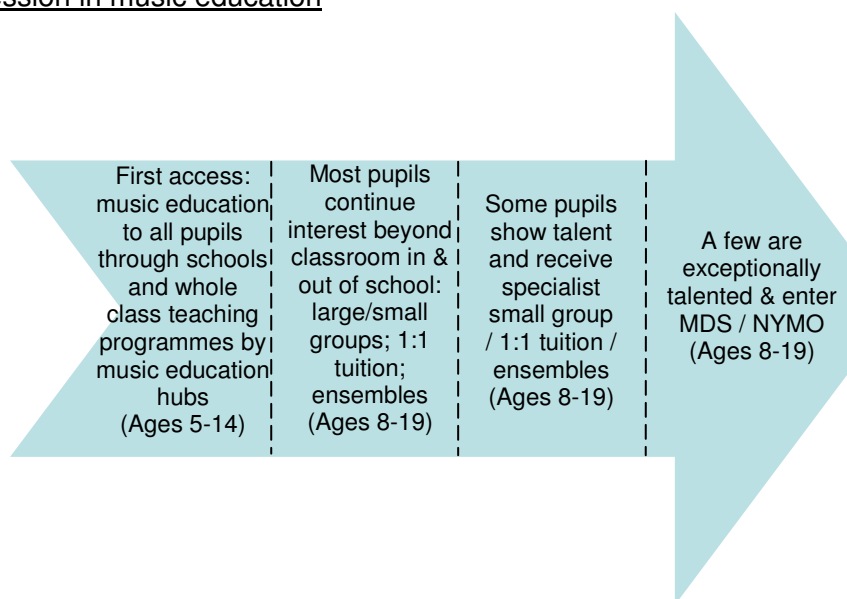 ession in music education
First access:
music education
to all pupils
through schools
and whole
class teaching
programmes by
music education
hubs
(Ages 5-14)
Most pupils
continue
interest beyond
classroom in &
out of school:
large/small
groups; 1:1
tuition;
ensembles
(Ages 8-19)
Some pupils
show talent
and receive
specialist
small group
/ 1:1 tuition /
ensembles
(Ages 8-19)
A few are
exceptionally
talented & enter
MDS / NYMO
(Ages 8-19)